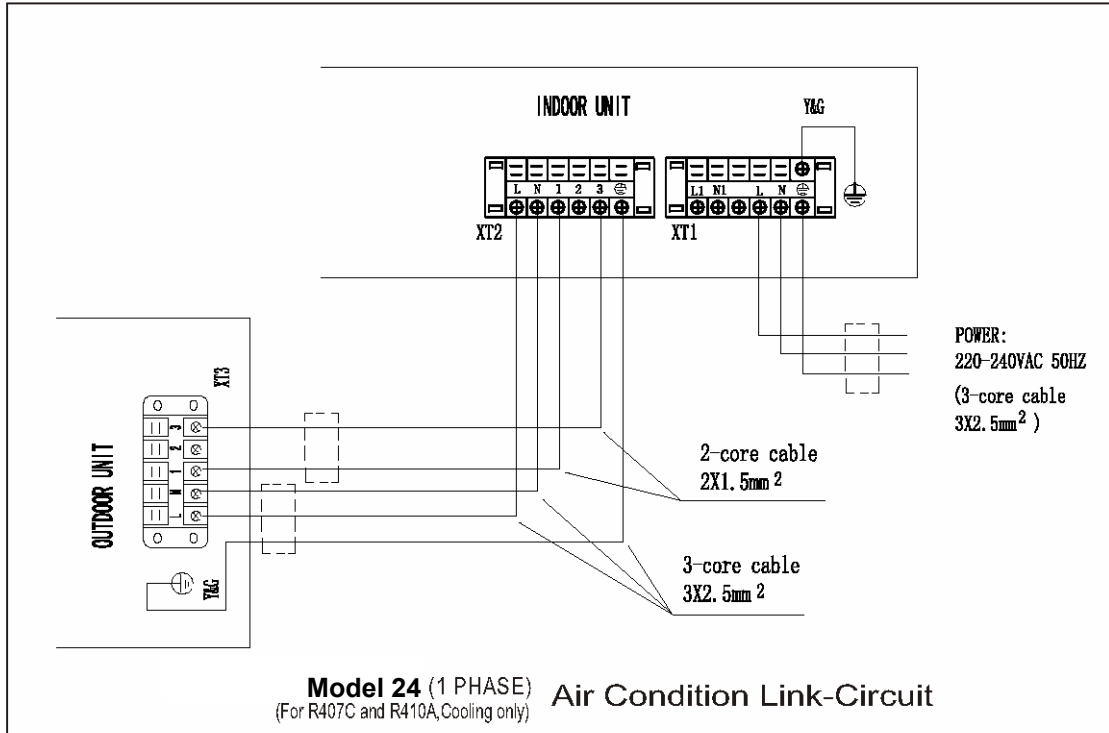 INDOOR UNIT
Y&G
L N 1 2 3
L1 N1 L N
XT2
XT1
POWER:
220-240VAC 50HZ
(3-core cable
3X2.5mm²)
XT3
OUTDOOR UNIT
3
2
1
N
L
Y&G
2-core cable
2X1.5mm²
3-core cable
3X2.5mm²
Model 24 (1 PHASE)
(For R407C and R410A,Cooling only)
Air Condition Link-Circuit